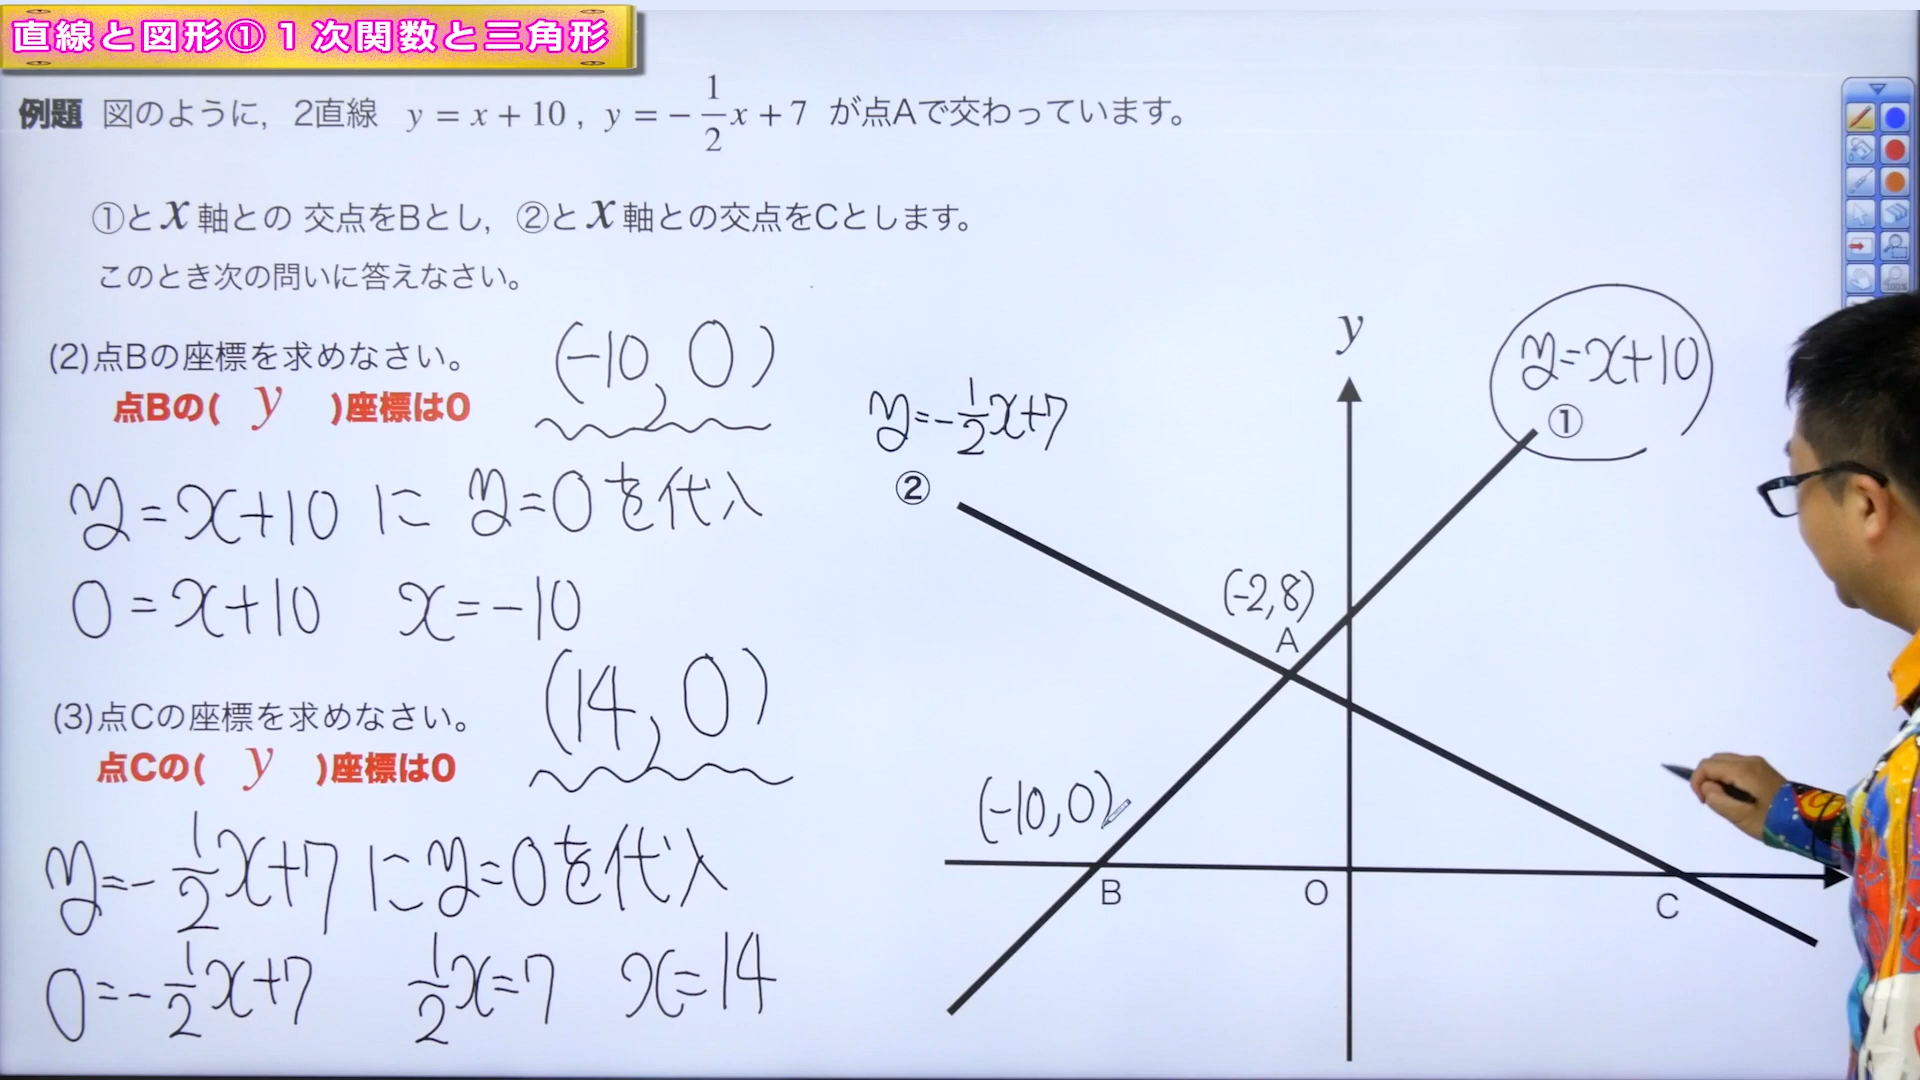 直線と図形①１次関数と三角形
例題 図のように，2直線 y = x + 10 , y = − 1/2 x + 7 が点Aで交わっています。
①と x 軸との 交点をBとし，②と x 軸との交点をCとします。
このとき次の問いに答えなさい。
(2)点Bの座標を求めなさい。
(-10, 0)
点Bの( y )座標は0
y=x+10 に y=0を代入
0=x+10 x=-10
(3)点Cの座標を求めなさい。
(14, 0)
点Cの( y )座標は0
y=-1/2x+7 に y=0を代入
0=-1/2x+7 1/2x=7 x=14
y
y=x+10
①
y=-1/2x+7
②
(-2,8)
A
(-10,0)
B
O
C